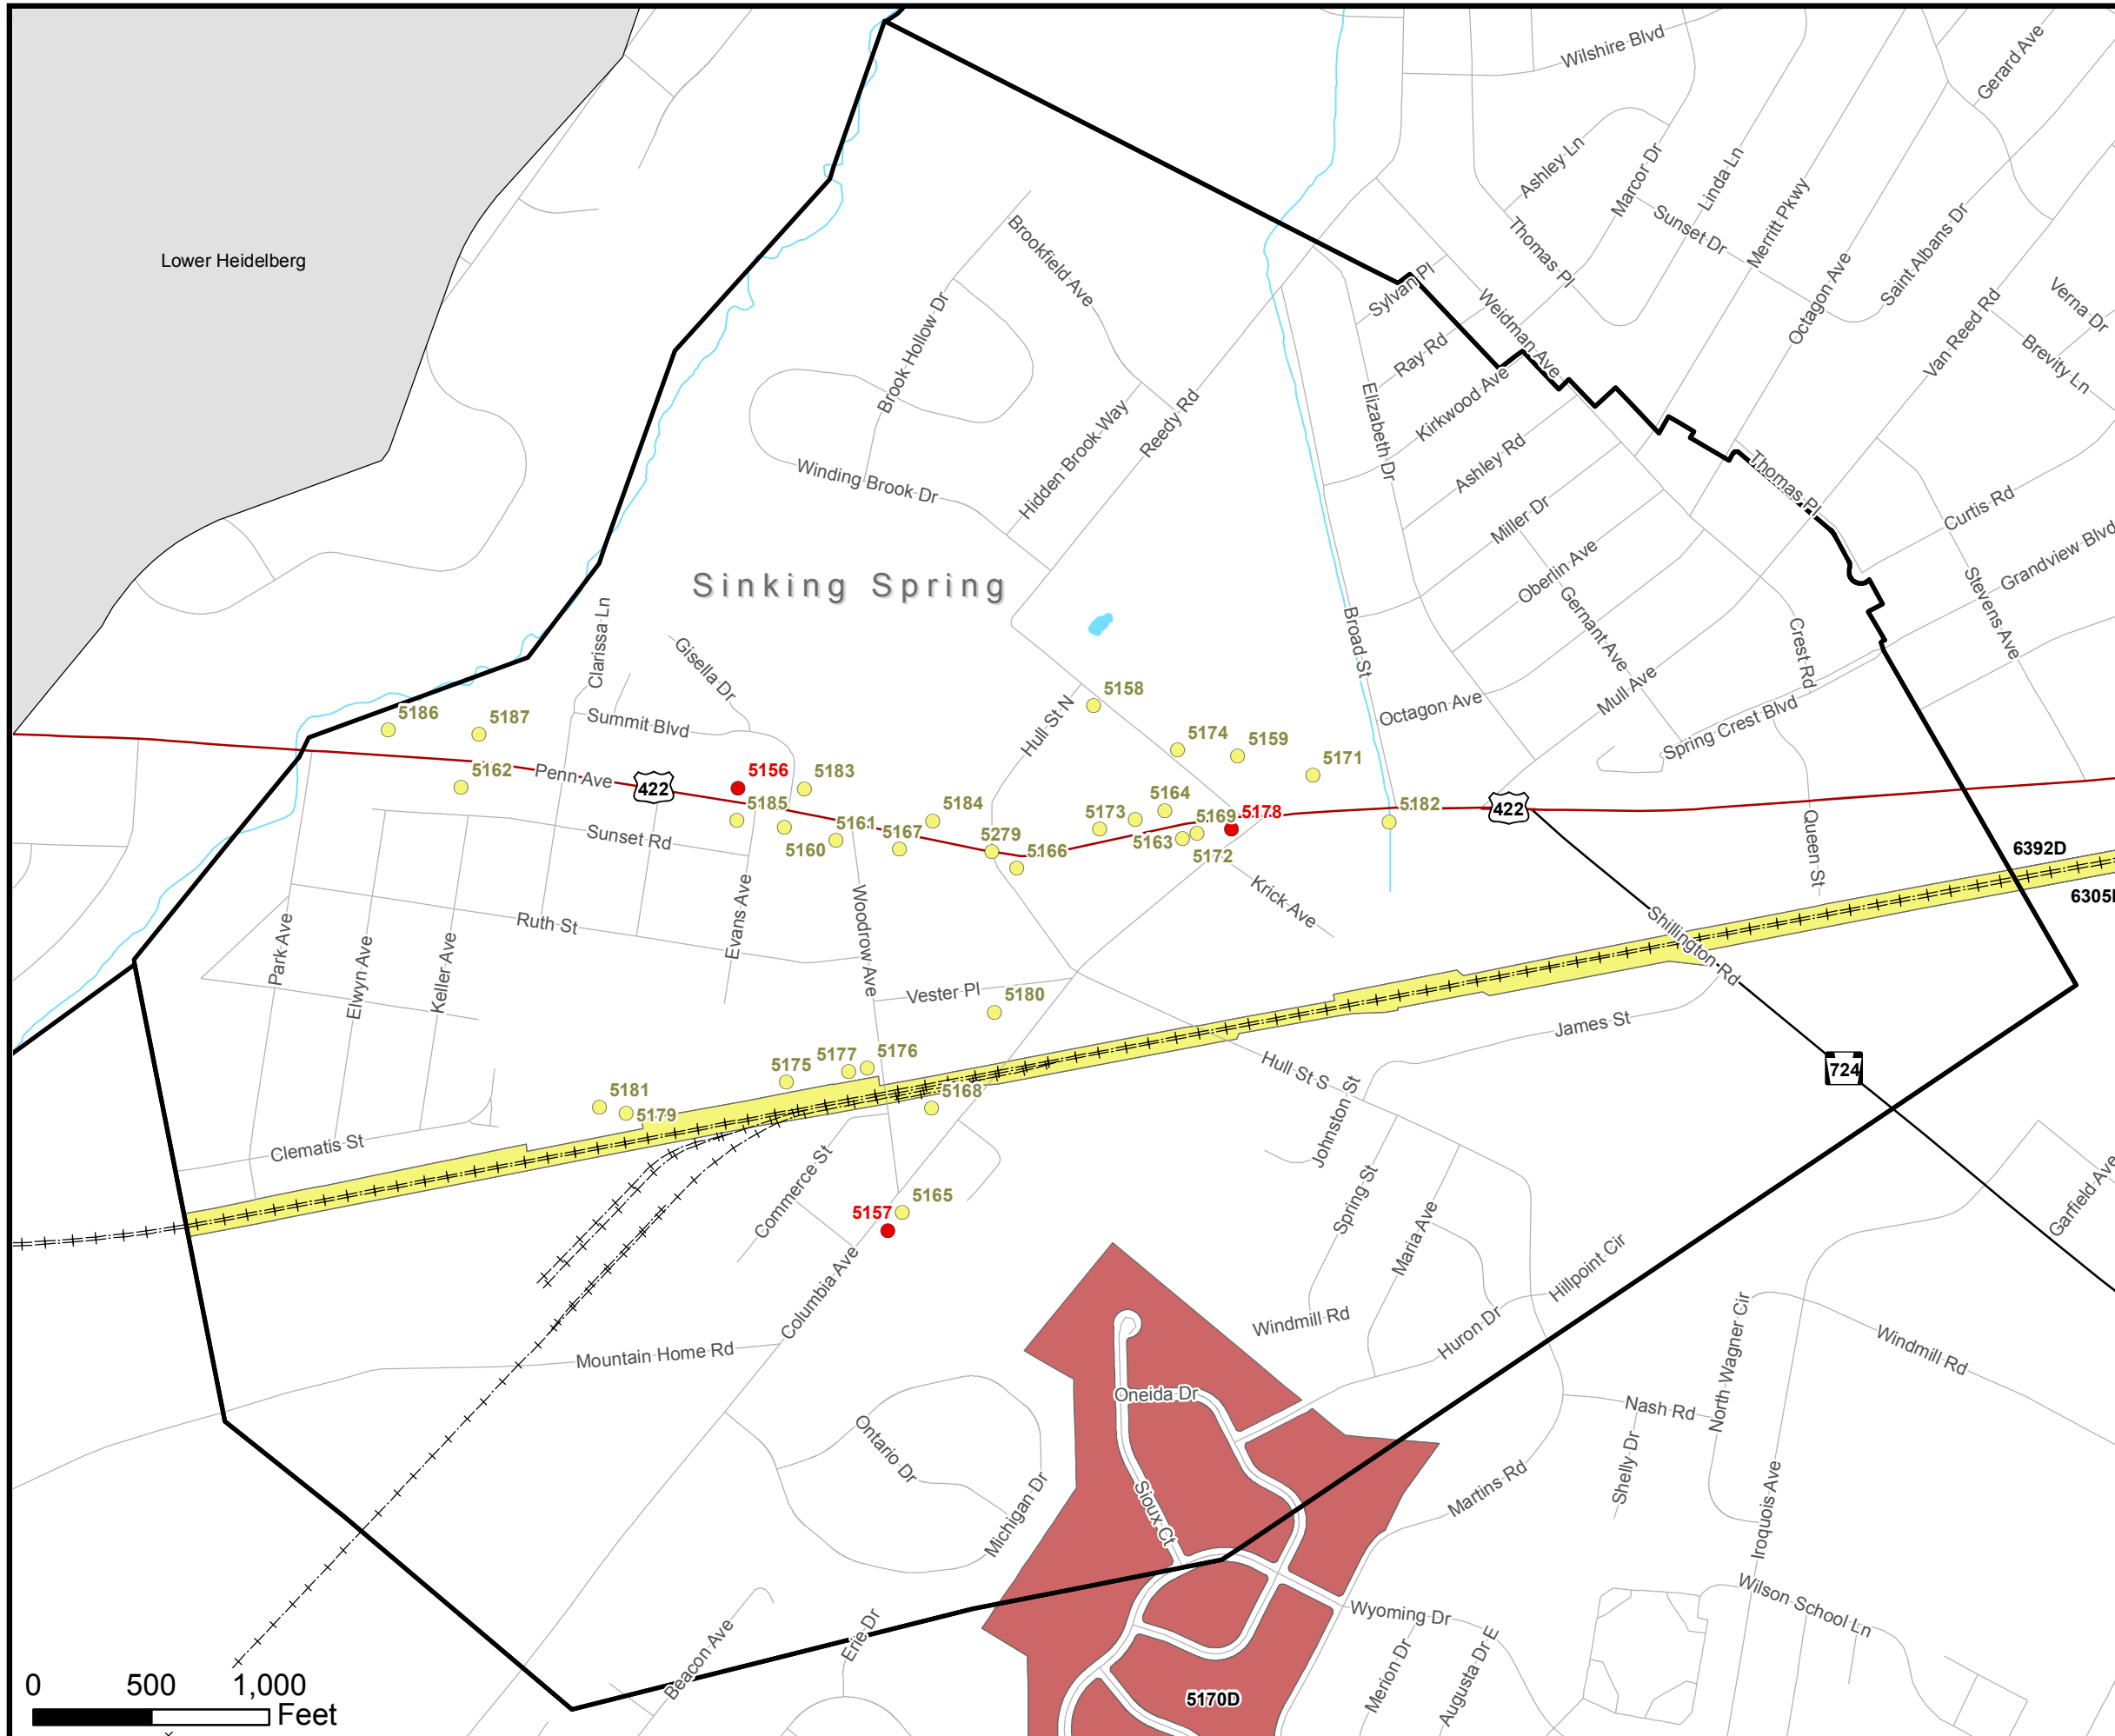 Wilshire Blvd
Gerard Ave
Ashley Ln
Marcor Dr
Linda Ln
Merritt Pkwy
Sunset Dr
Saint Albans Dr
Thomas Pl
Octagon Ave
Lower Heidelberg
Brookfield Ave
Sylvan Pl
Weidman Ave
Verna Dr
Van Reed Rd
Brevity Ln
Brook Hollow Dr
Ray Rd
Kirkwood Ave
Elizabeth Dr
Reedy Rd
Hidden Brook Way
Winding Brook Dr
Ashley Rd
Miller Dr
Thomas Pl
Curtis Rd
Grandview Blvd
Stevens Ave
Oberlin Ave
Gernant Ave
Sinking Spring
Clarissa Ln
Gisella Dr
Broad St
Crest Rd
Mull Ave
Octagon Ave
Spring Crest Blvd
Hull St N
5158
5186
5187
Summit Blvd
5174
5159
5171
5162
Penn Ave
422
5156
5183
5185
5184
5161
5167
5160
5279
5166
5173
5164
5169
5178
5163
5172
5182
422
Sunset Rd
Queen St
6392D
6305
Krick Ave
Shillington Rd
Ruth St
Evans Ave
Woodrow Ave
Park Ave
Elwyn Ave
Keller Ave
Vester Pl
5180
James St
Hull St S
724
5175
5177
5176
5181
5179
5168
Clematis St
Johnston St
Commerce St
5165
5157
Spring St
Maria Ave
Garfield Ave
Hillpoint Cir
Columbia Ave
Windmill Rd
Huron Dr
North Wagner Cir
Windmill Rd
Mountain Home Rd
Oneida Dr
Nash Rd
Ontario Dr
Michigan Dr
Sioux Ct
Martins Rd
Shelly Dr
Iroquois Ave
Wilson School Ln
Wyoming Dr
Beacon Ave
Erie Dr
Merion Dr
Augusta Dr E
5170D
0 500 1,000
Feet